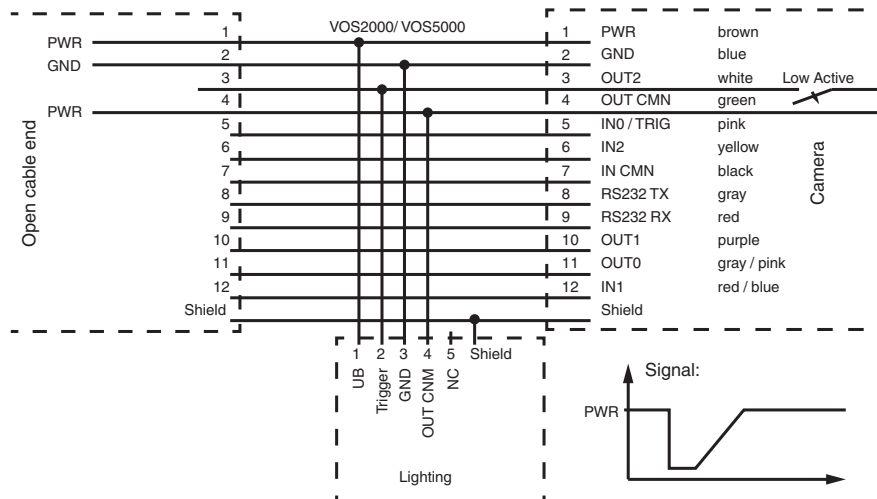 VOS2000/ VOS5000
Open cable end
PWR 1
GND 2
3
PWR 4
5
6
7
8
9
10
11
12
Shield
1 PWR brown
2 GND blue
3 OUT2 white Low Active
4 OUT CMN green
5 IN0 / TRIG pink
6 IN2 yellow
7 IN CMN black
8 RS232 TX gray
9 RS232 RX red
10 OUT1 purple
11 OUT0 gray / pink
12 IN1 red / blue
Shield
Camera
1 2 3 4 5 Shield
UB
Trigger
GND
OUT CNM
NC
Lighting
Signal:
PWR